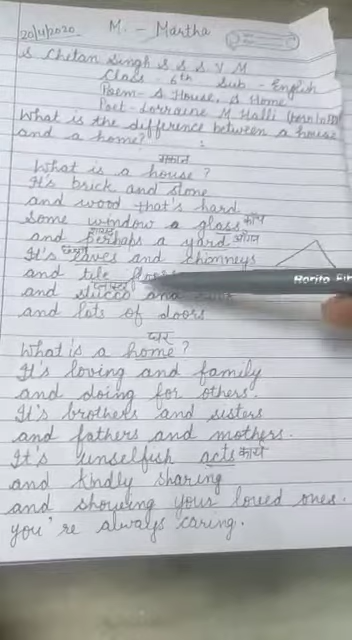 20/4/2020 M. - Martha
S Chetan Singh S. S. S V M
Class - 6th Sub - English
Poem - A House, A Home
Poet - Lorraine M Halli
What is the difference between a house
and a home?
मकान
What is a house?
It's brick and stone
and wood that's hard
Some window a glass काँच
and perhaps a yard आँगन
It's eaves and chimneys
and tile floors
and stucco and
and lots of doors
घर
What is a home?
It's loving and family
and doing for others.
It's brothers and sisters
and fathers and mothers.
It's unselfish acts कार्य
and kindly sharing
and showing your loved ones.
you're always caring.
Rorito